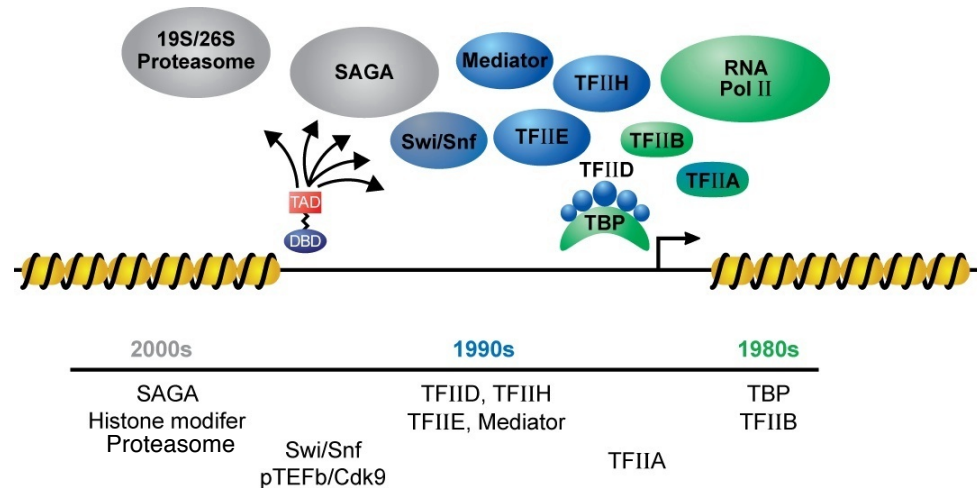 19S/26S
Proteasome
SAGA
Mediator
TFIIH
RNA
Pol II
Swi/Snf
TFIIE
TFIIB
TFIID
TFIIA
TAD
TBP
DBD
2000s
1990s
1980s
SAGA
TFIID, TFIIH
TBP
Histone modifer
TFIIE, Mediator
TFIIB
Proteasome
Swi/Snf
TFIIA
pTEFb/Cdk9